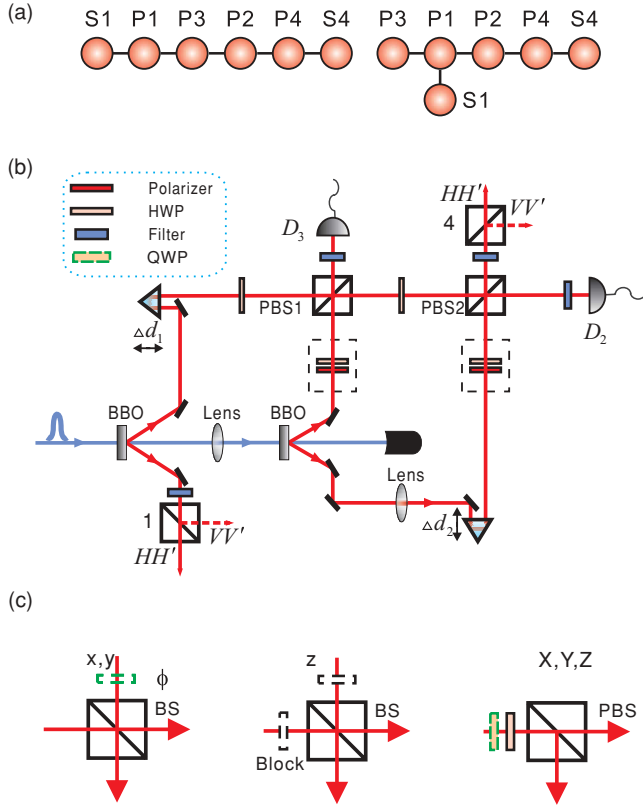 (a)
S1 P1 P3 P2 P4 S4
P3 P1 P2 P4 S4
S1
(b)
Polarizer
HWP
Filter
QWP
HH'
4
VV'
D3
PBS1
PBS2
D2
△d1
BBO
Lens
BBO
Lens
△d2
1
VV'
HH'
(c)
x,y
ϕ
BS
z
BS
Block
X,Y,Z
PBS